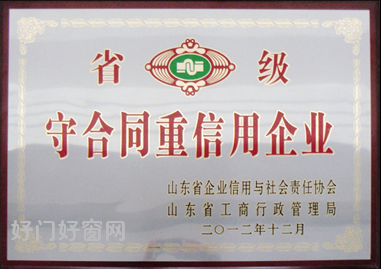 省 级
守合同重信用企业
山东省企业信用与社会责任协会
山东省工商行政管理局
二〇一二年十二月
好门好窗网